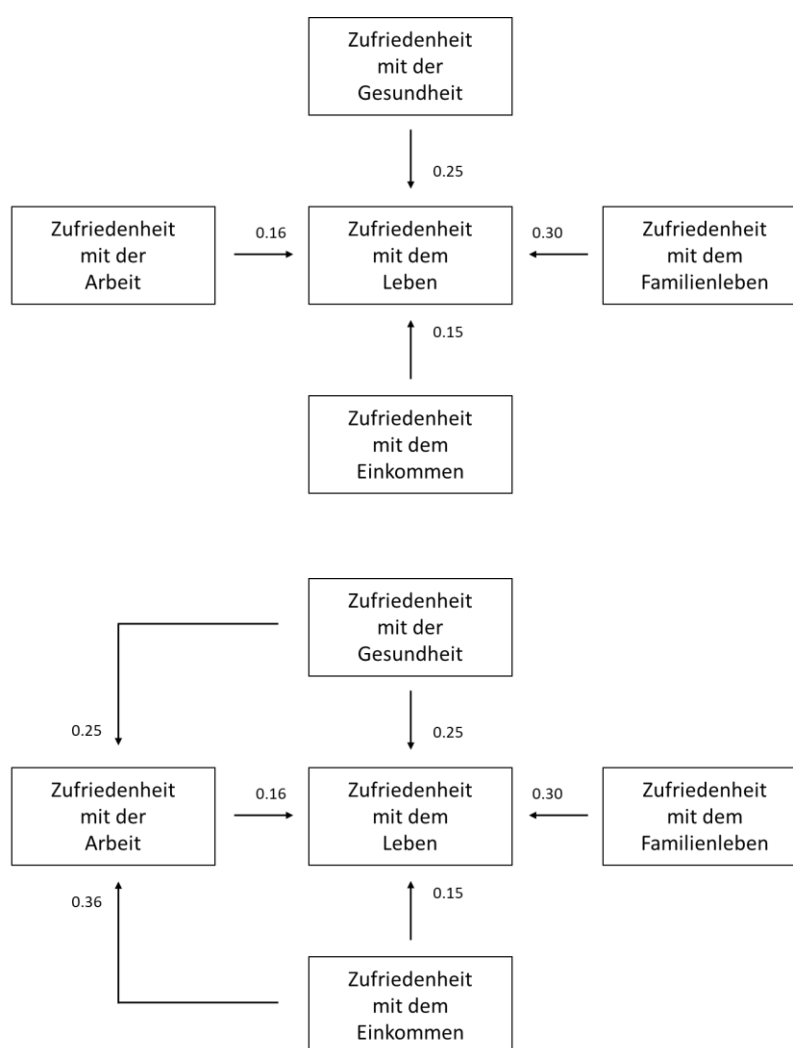 Zufriedenheit
mit der
Gesundheit
0.25
Zufriedenheit
mit der
Arbeit
0.16
Zufriedenheit
mit dem
Leben
0.30
Zufriedenheit
mit dem
Familienleben
0.15
Zufriedenheit
mit dem
Einkommen
Zufriedenheit
mit der
Gesundheit
0.25
0.25
Zufriedenheit
mit der
Arbeit
0.16
Zufriedenheit
mit dem
Leben
0.30
Zufriedenheit
mit dem
Familienleben
0.36
0.15
Zufriedenheit
mit dem
Einkommen